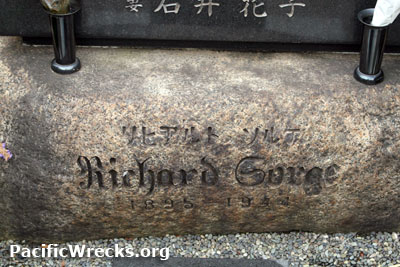 妻 石井花子
リヒアルト ゾルゲ
Richard Sorge
1895 1944
PacificWrecks.org